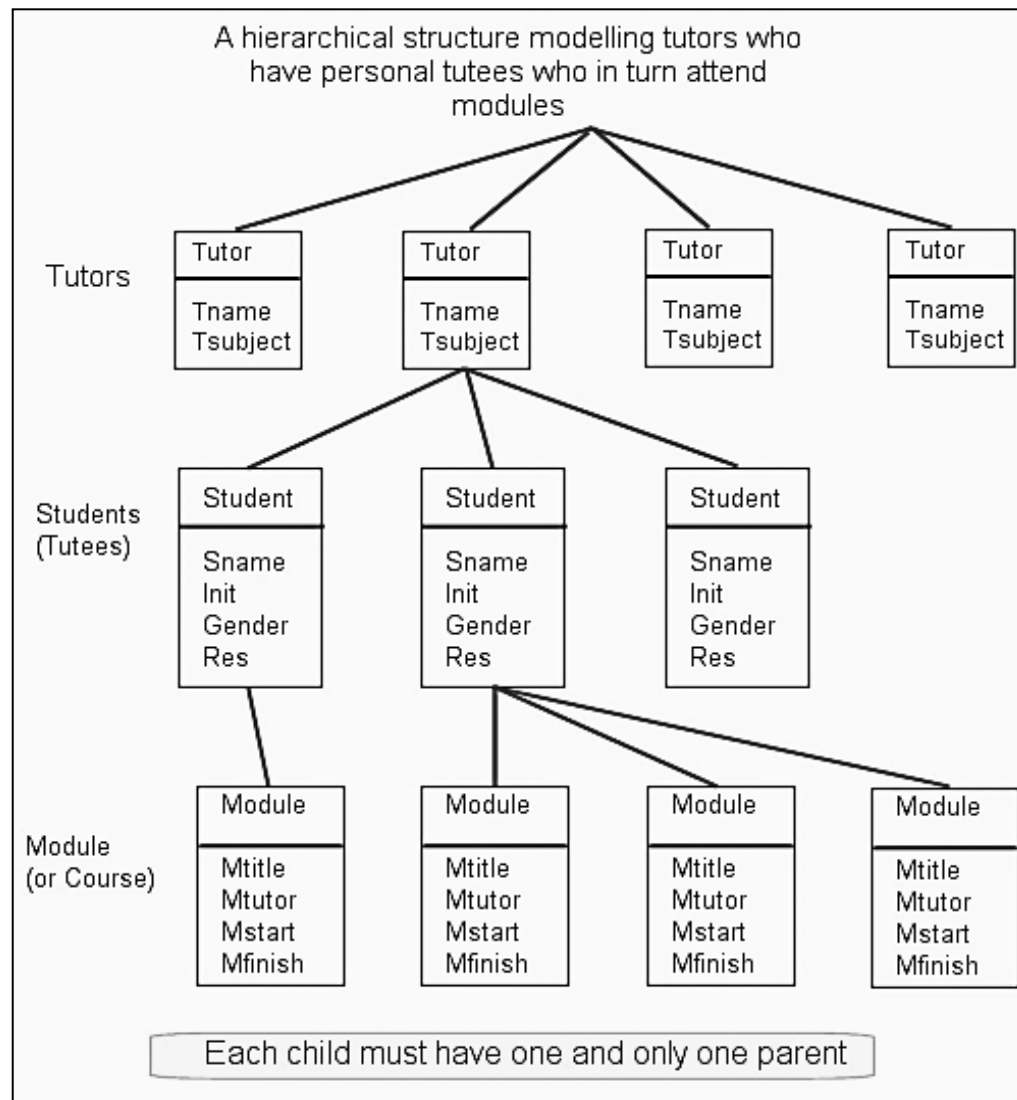 A hierarchical structure modelling tutors who
have personal tutees who in turn attend
modules
Tutors
Tutor
Tname
Tsubject
Tutor
Tname
Tsubject
Tutor
Tname
Tsubject
Tutor
Tname
Tsubject
Students
(Tutees)
Student
Sname
Init
Gender
Res
Student
Sname
Init
Gender
Res
Student
Sname
Init
Gender
Res
Module
(or Course)
Module
Mtitle
Mtutor
Mstart
Mfinish
Module
Mtitle
Mtutor
Mstart
Mfinish
Module
Mtitle
Mtutor
Mstart
Mfinish
Module
Mtitle
Mtutor
Mstart
Mfinish
Each child must have one and only one parent